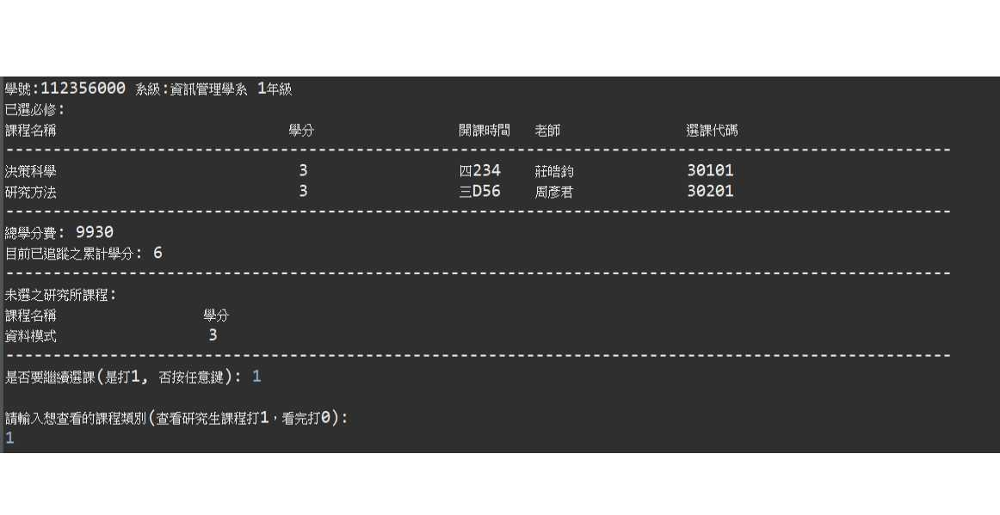 學號:112356000 系級:資訊管理學系 1年級
已選必修:
課程名稱 學分 開課時間 老師 選課代碼
--------------------------------------------------------------------------------
決策科學 3 四234 莊皓鈞 30101
研究方法 3 三D56 周彥君 30201
--------------------------------------------------------------------------------
總學分費: 9930
目前已追蹤之累計學分: 6
--------------------------------------------------------------------------------
未選之研究所課程:
課程名稱 學分
資料模式 3
--------------------------------------------------------------------------------
是否要繼續選課(是打1, 否按任意鍵): 1
請輸入想查看的課程類別(查看研究生課程打1，看完打0):
1